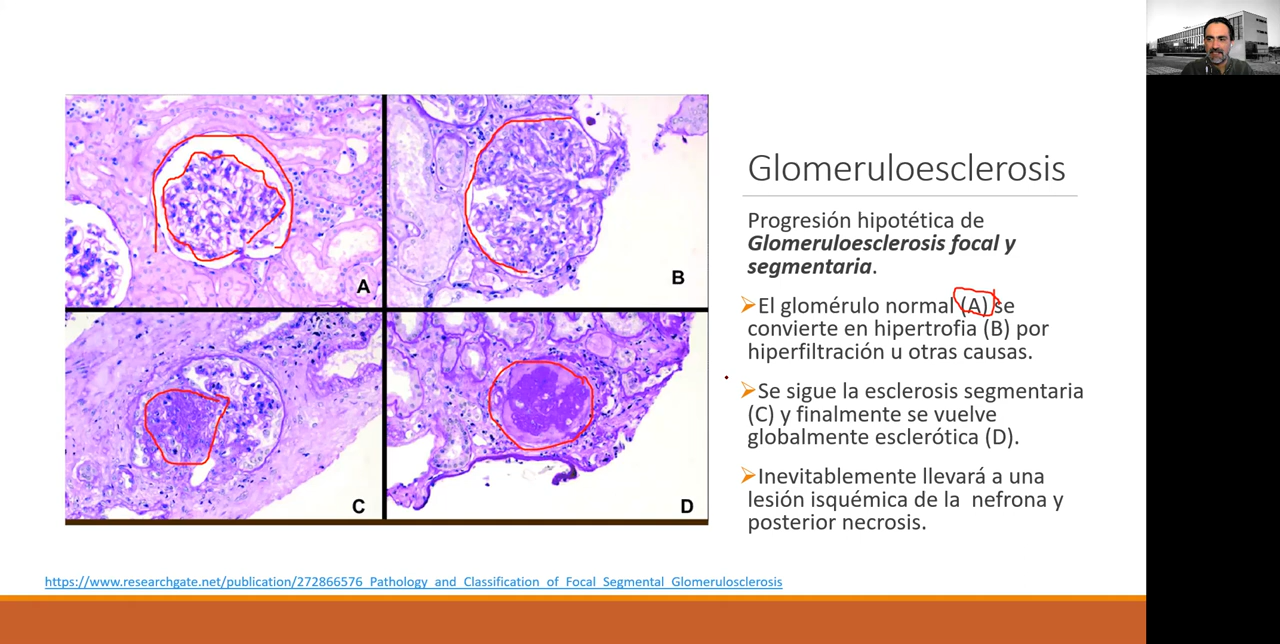 A
B
C
D
Glomeruloesclerosis
Progresión hipotética de
Glomeruloesclerosis focal y
segmentaria.
El glomérulo normal (A) se
convierte en hipertrofia (B) por
hiperfiltración u otras causas.
Se sigue la esclerosis segmentaria
(C) y finalmente se vuelve
globalmente esclerótica (D).
Inevitablemente llevará a una
lesión isquémica de la  nefrona y
posterior necrosis.
https://www.researchgate.net/publication/272866576_Pathology_and_Classification_of_Focal_Segmental_Glomerulosclerosis